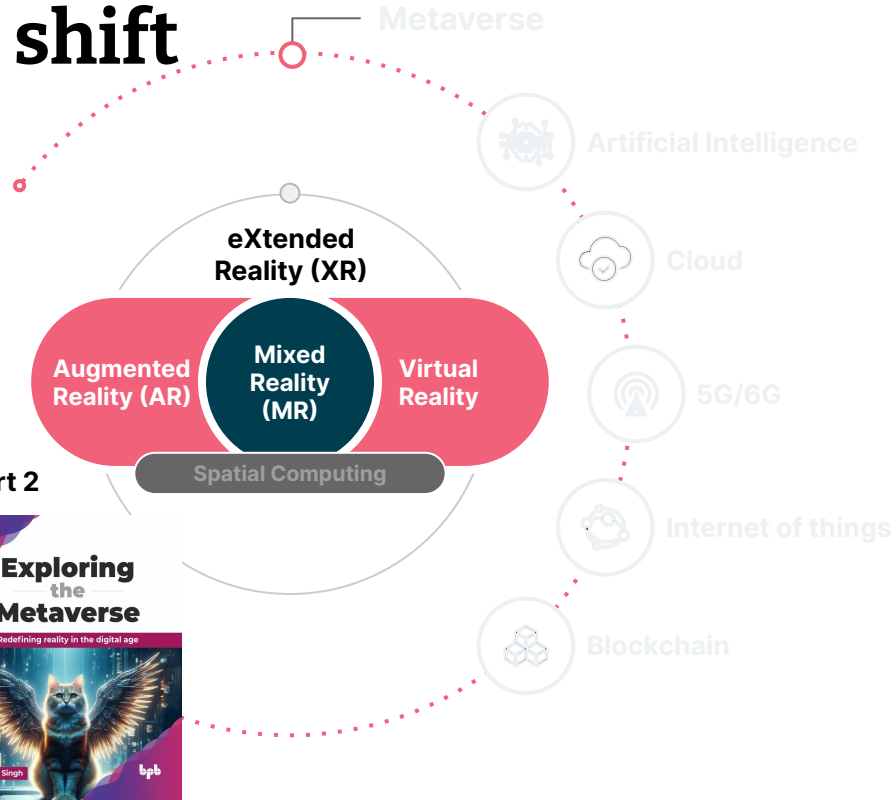 shift
Metaverse
Artificial Intelligence
Cloud
eXtended
Reality (XR)
Augmented
Reality (AR)
Mixed
Reality
(MR)
Virtual
Reality
5G/6G
Spatial Computing
rt 2
Internet of things
Exploring
the
Metaverse
Redefining reality in the digital age
Blockchain
Singh
bpb